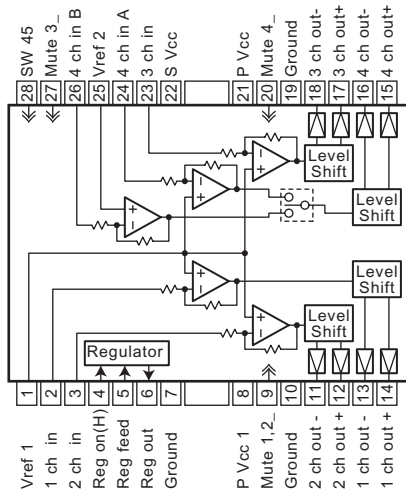 SW 45
Mute 3_
4 ch in B
Vref 2
4 ch in A
3 ch in
S Vcc
P Vcc
Mute 4_
Ground
3 ch out-
3 ch out+
4 ch out-
4 ch out+
28
27
26
25
24
23
22
21
20
19
18
17
16
15
Level
Shift
Level
Shift
Level
Shift
Level
Shift
Regulator
1
2
3
4
5
6
7
8
9
10
11
12
13
14
Vref 1
1 ch in
2 ch in
Reg on(H)
Reg feed
Reg out
Ground
P Vcc 1
Mute 1,2_
Ground
2 ch out -
2 ch out +
1 ch out -
1 ch out +